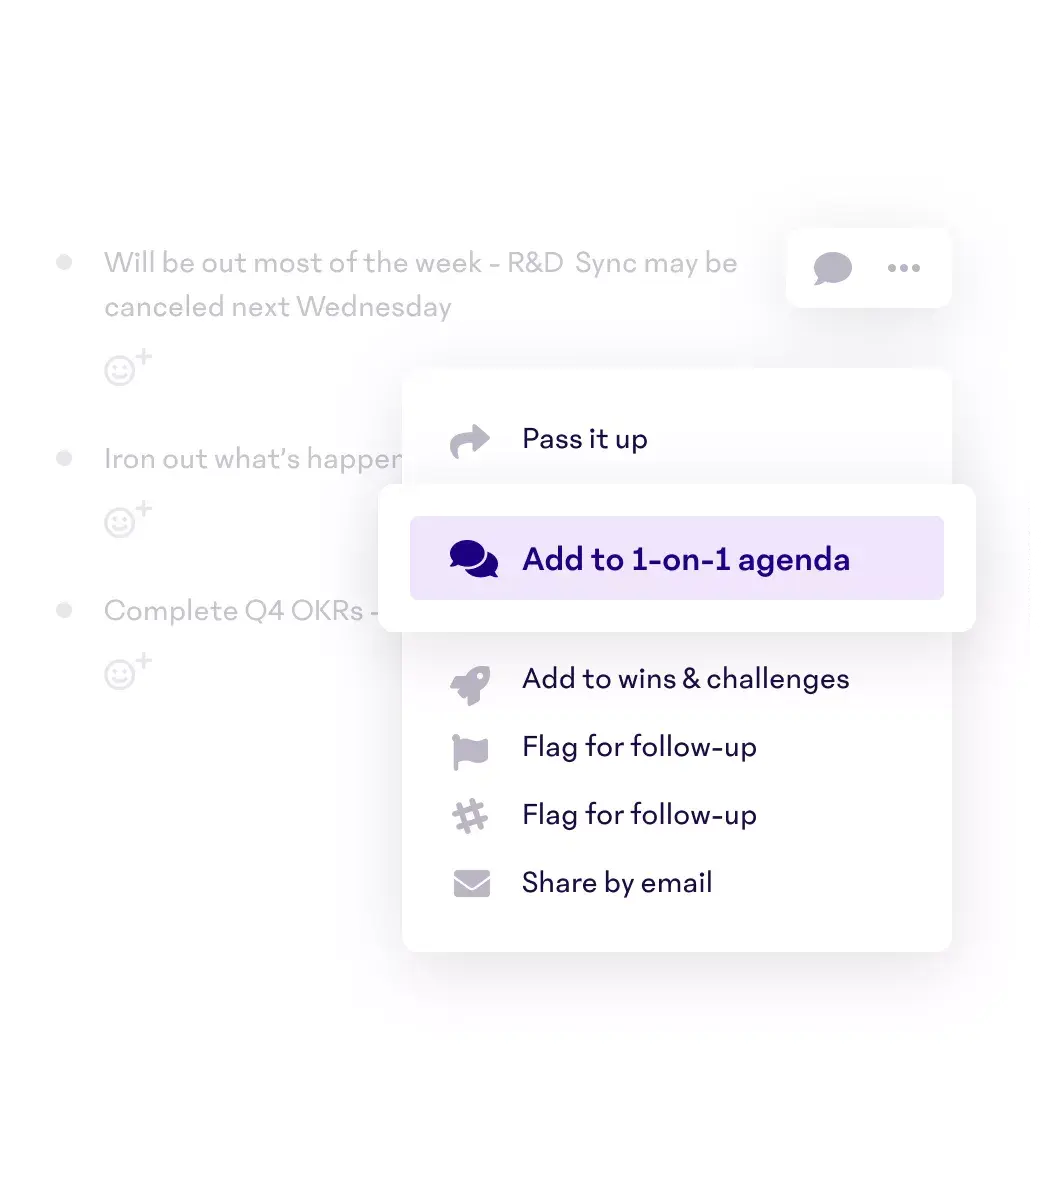 Will be out most of the week - R&D Sync may be
canceled next Wednesday
Pass it up
Iron out what's
Add to 1-on-1 agenda
Complete Q4 OKRs -
Add to wins & challenges
Flag for follow-up
Flag for follow-up
Share by email